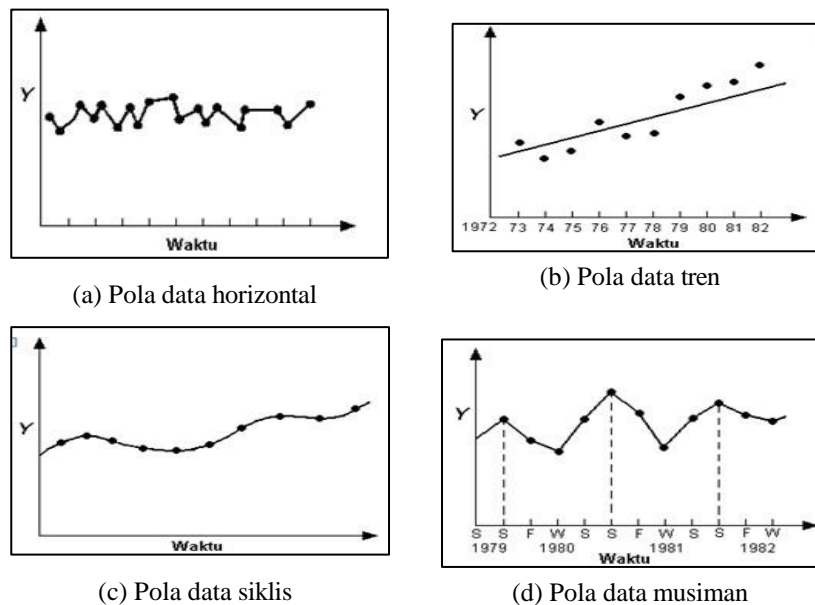 Y
Waktu
(a) Pola data horizontal
Y
1972 73 74 75 76 77 78 79 80 81 82
Waktu
(b) Pola data tren
Y
Waktu
(c) Pola data siklis
Y
S S F W S S F W S S F W
1979 1980 1981 1982
Waktu
(d) Pola data musiman